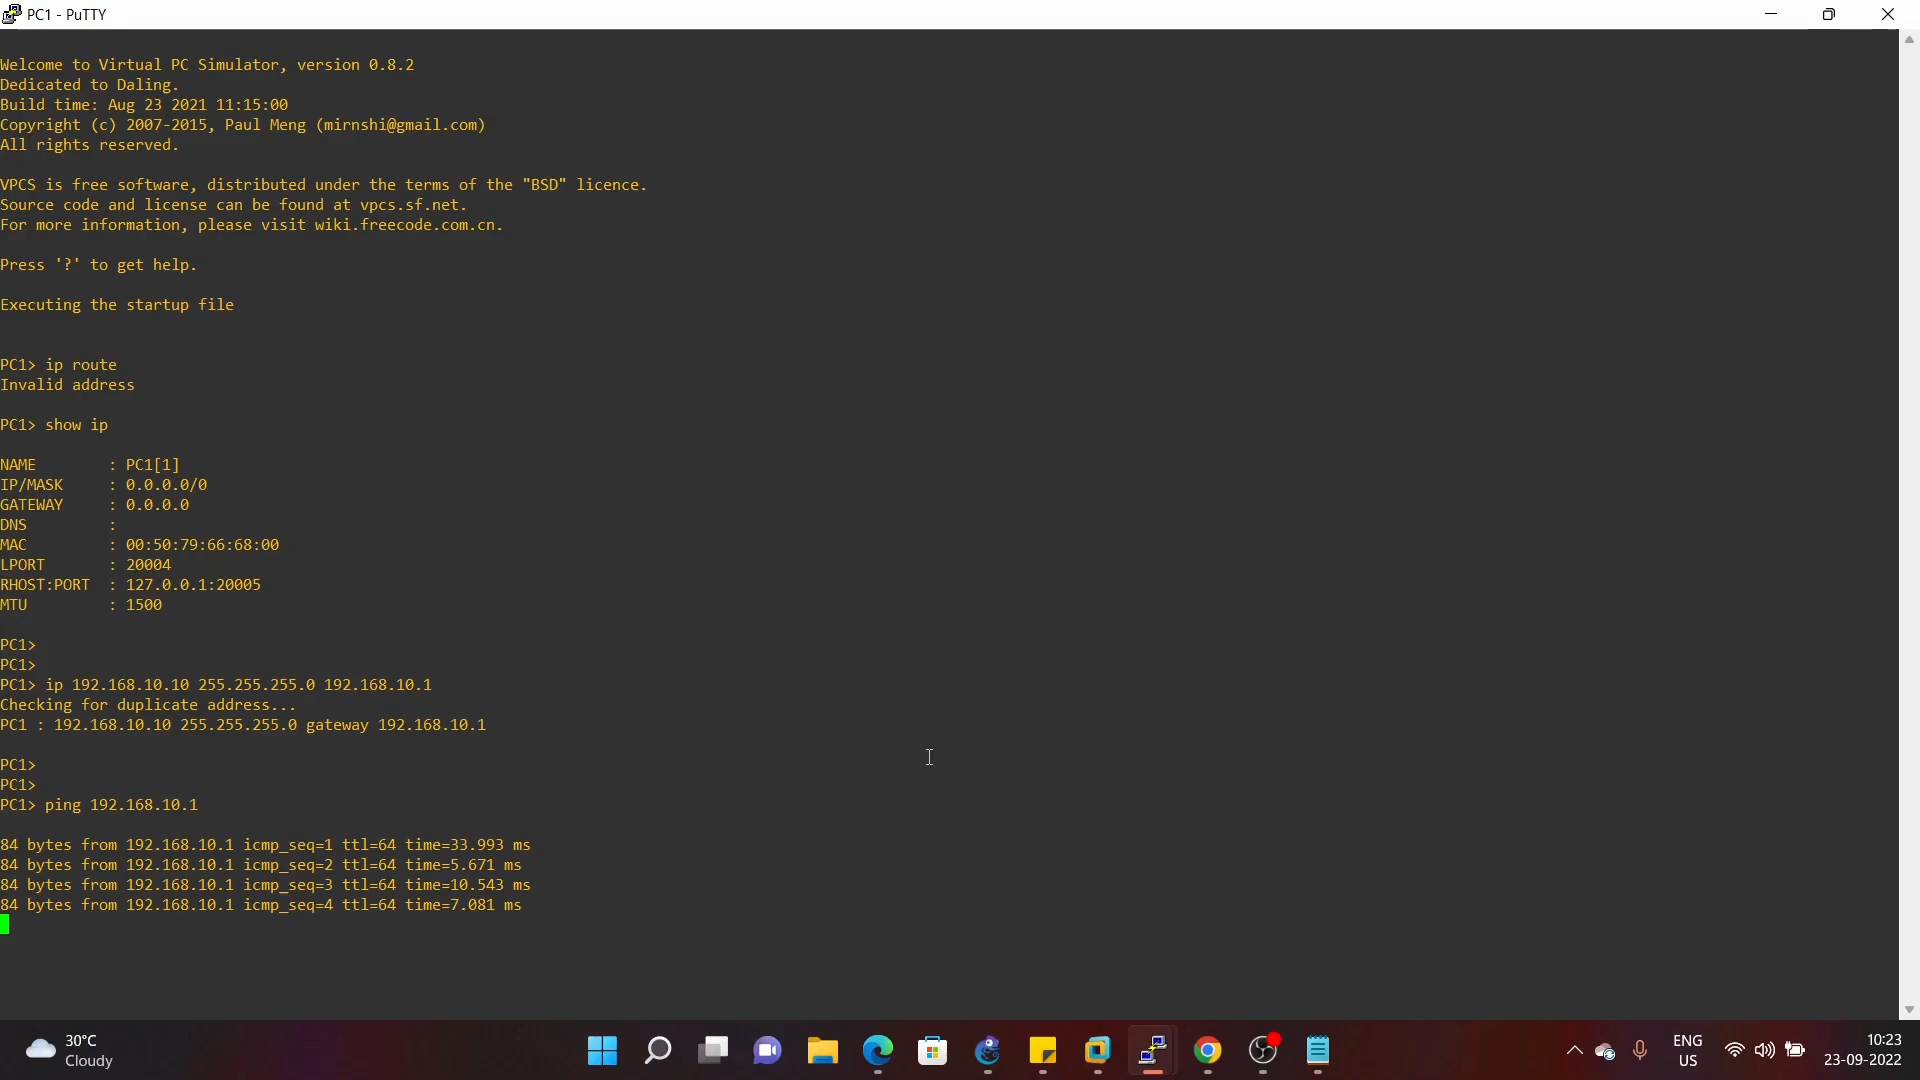 PC1 - PuTTY
Welcome to Virtual PC Simulator, version 0.8.2
Dedicated to Daling.
Build time: Aug 23 2021 11:15:00
Copyright (c) 2007-2015, Paul Meng (mirnshi@gmail.com)
All rights reserved.
VPCS is free software, distributed under the terms of the "BSD" licence.
Source code and license can be found at vpcs.sf.net.
For more information, please visit wiki.freecode.com.cn.
Press '?' to get help.
Executing the startup file
PC1> ip route
Invalid address
PC1> show ip
NAME : PC1[1]
IP/MASK : 0.0.0.0/0
GATEWAY : 0.0.0.0
DNS :
MAC : 00:50:79:66:68:00
LPORT : 20004
RHOST:PORT : 127.0.0.1:20005
MTU : 1500
PC1>
PC1>
PC1> ip 192.168.10.10 255.255.255.0 192.168.10.1
Checking for duplicate address...
PC1 : 192.168.10.10 255.255.255.0 gateway 192.168.10.1
PC1>
PC1>
PC1> ping 192.168.10.1
84 bytes from 192.168.10.1 icmp_seq=1 ttl=64 time=33.993 ms
84 bytes from 192.168.10.1 icmp_seq=2 ttl=64 time=5.671 ms
84 bytes from 192.168.10.1 icmp_seq=3 ttl=64 time=10.543 ms
84 bytes from 192.168.10.1 icmp_seq=4 ttl=64 time=7.081 ms
30°C
Cloudy
ENG
US
10:23
23-09-2022